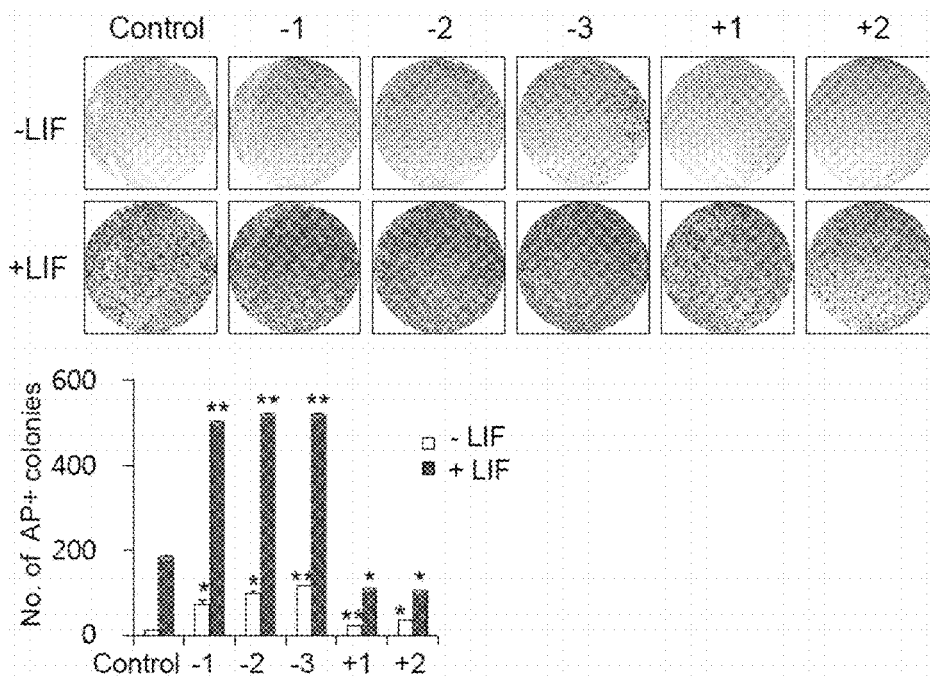 Control -1 -2 -3 +1 +2
-LIF
+LIF
No. of AP+ colonies
600
400
200
0
** ** **
* * ** ** * * *
- LIF
+ LIF
Control -1 -2 -3 +1 +2